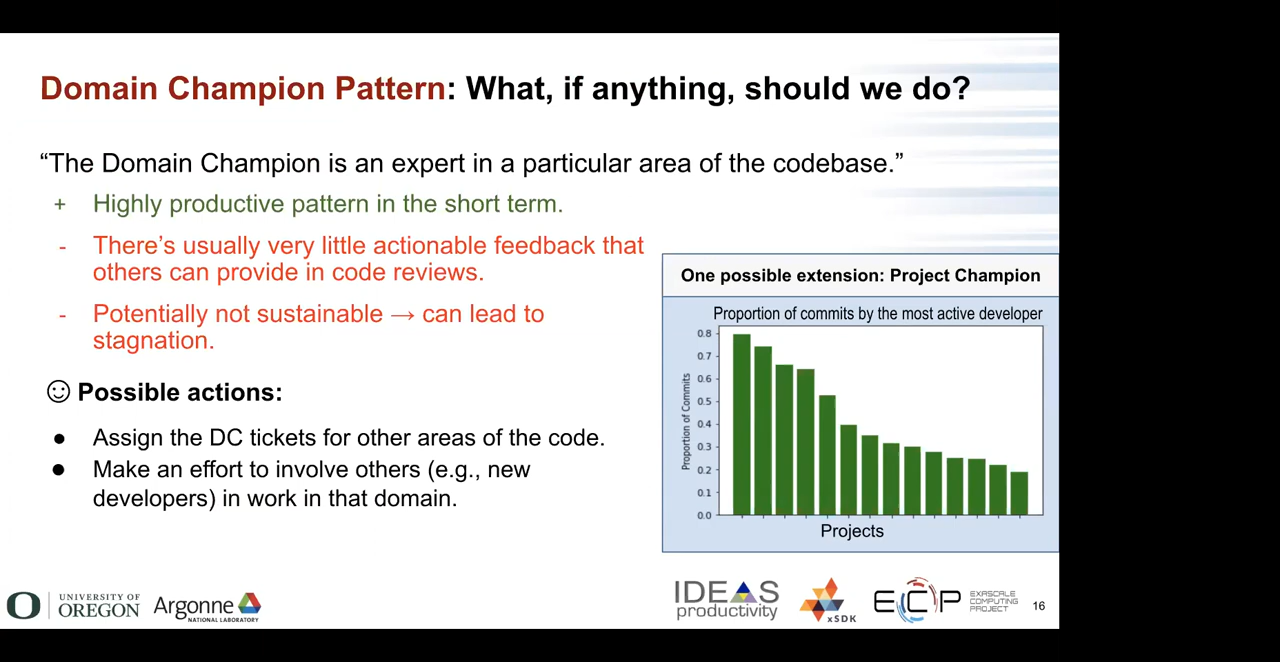 Domain Champion Pattern: What, if anything, should we do?
“The Domain Champion is an expert in a particular area of the codebase.”
+ Highly productive pattern in the short term.
- There’s usually very little actionable feedback that
others can provide in code reviews.
- Potentially not sustainable → can lead to
stagnation.
☺ Possible actions:
● Assign the DC tickets for other areas of the code.
● Make an effort to involve others (e.g., new
developers) in work in that domain.
One possible extension: Project Champion
Proportion of commits by the most active developer
Proportion of Commits
0.8
0.7
0.6
0.5
0.4
0.3
0.2
0.1
0.0
Projects
O UNIVERSITY OF
OREGON
Argonne
NATIONAL LABORATORY
IDEAS
productivity
xSDK
ECP
EXASCALE
COMPUTING
PROJECT
16